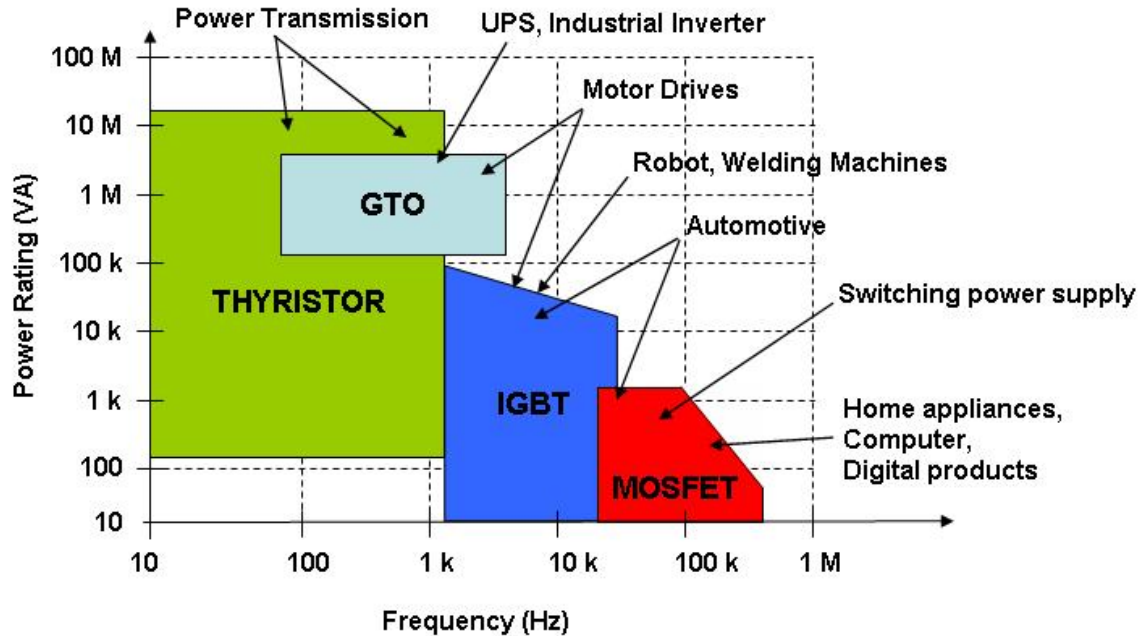 Power Transmission
UPS, Industrial Inverter
100 M
Motor Drives
10 M
Robot, Welding Machines
1 M
GTO
Automotive
100 k
THYRISTOR
Switching power supply
10 k
1 k
IGBT
Home appliances,
Computer,
Digital products
100
MOSFET
10
Power Rating (VA)
10
100
1 k
10 k
100 k
1 M
Frequency (Hz)